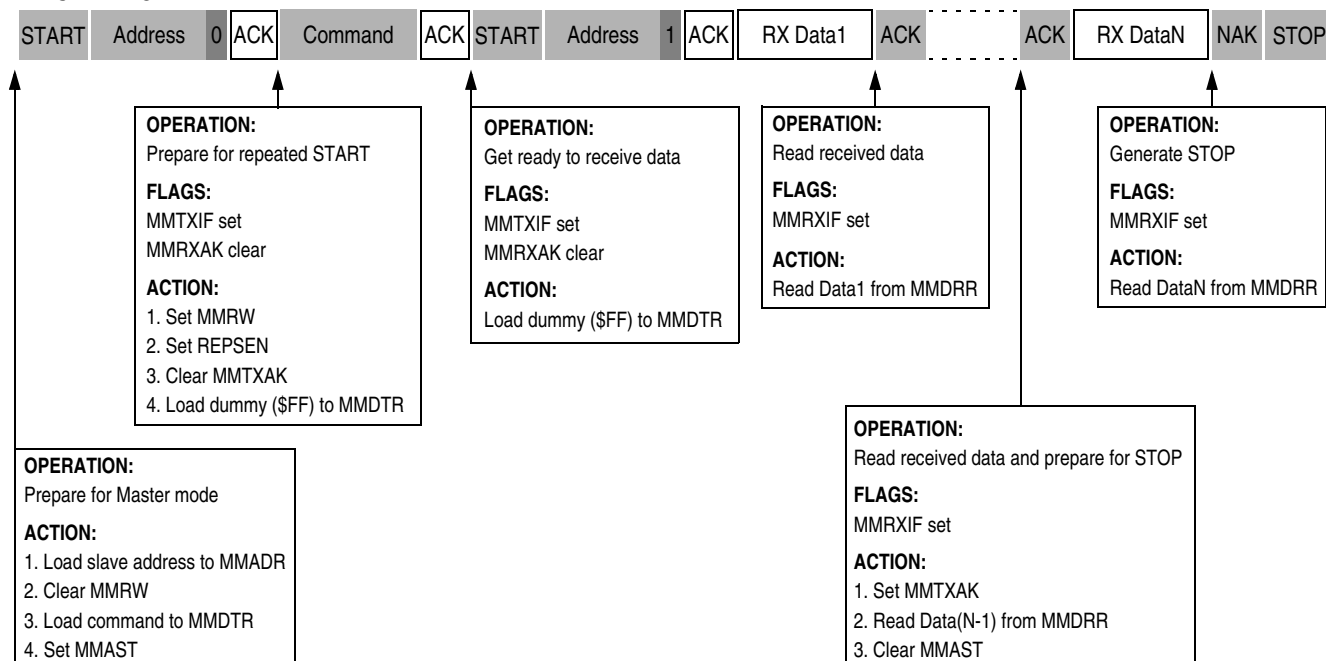 START Address 0 ACK Command ACK START Address 1 ACK RX Data1 ACK ACK RX DataN NAK STOP
OPERATION:
Prepare for repeated START
FLAGS:
MMTXIF set
MMRXAK clear
ACTION:
1. Set MMRW
2. Set REPSEN
3. Clear MMTXAK
4. Load dummy ($FF) to MMDTR
OPERATION:
Get ready to receive data
FLAGS:
MMTXIF set
MMRXAK clear
ACTION:
Load dummy ($FF) to MMDTR
OPERATION:
Read received data
FLAGS:
MMRXIF set
ACTION:
Read Data1 from MMDRR
OPERATION:
Generate STOP
FLAGS:
MMRXIF set
ACTION:
Read DataN from MMDRR
OPERATION:
Prepare for Master mode
ACTION:
1. Load slave address to MMADR
2. Clear MMRW
3. Load command to MMDTR
4. Set MMAST
OPERATION:
Read received data and prepare for STOP
FLAGS:
MMRXIF set
ACTION:
1. Set MMTXAK
2. Read Data(N-1) from MMDRR
3. Clear MMAST